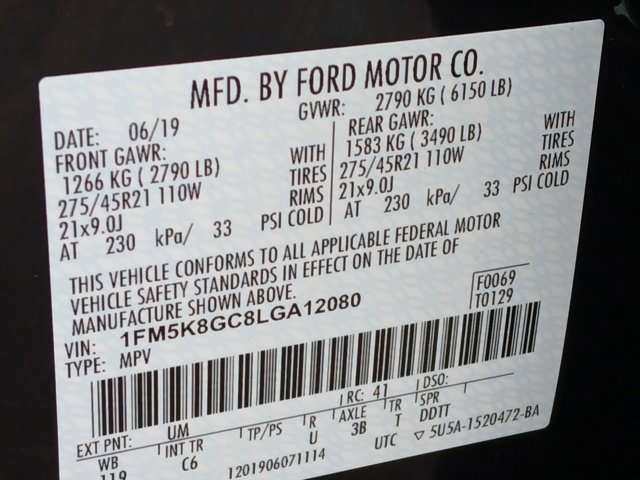 MFD. BY FORD MOTOR CO.
DATE: 06/19 GVWR: 2790 KG ( 6150 LB)
FRONT GAWR: REAR GAWR:
1266 KG ( 2790 LB) WITH 1583 KG ( 3490 LB) WITH
275/45R21 110W TIRES 275/45R21 110W TIRES
21x9.0J RIMS 21x9.0J RIMS
AT 230 kPa/ 33 PSI COLD AT 230 kPa/ 33 PSI COLD
THIS VEHICLE CONFORMS TO ALL APPLICABLE FEDERAL MOTOR
VEHICLE SAFETY STANDARDS IN EFFECT ON THE DATE OF
MANUFACTURE SHOWN ABOVE.
VIN: 1FM5K8GC8LGA12080 F0069
TYPE: MPV T0129
EXT PNT: UM RC: 41 DSO:
WB INT TR TP/PS R AXLE TR SPR
119 C6 U 3B T DDTT
1201906071114 UTC ▽ 5U5A-1520472-BA